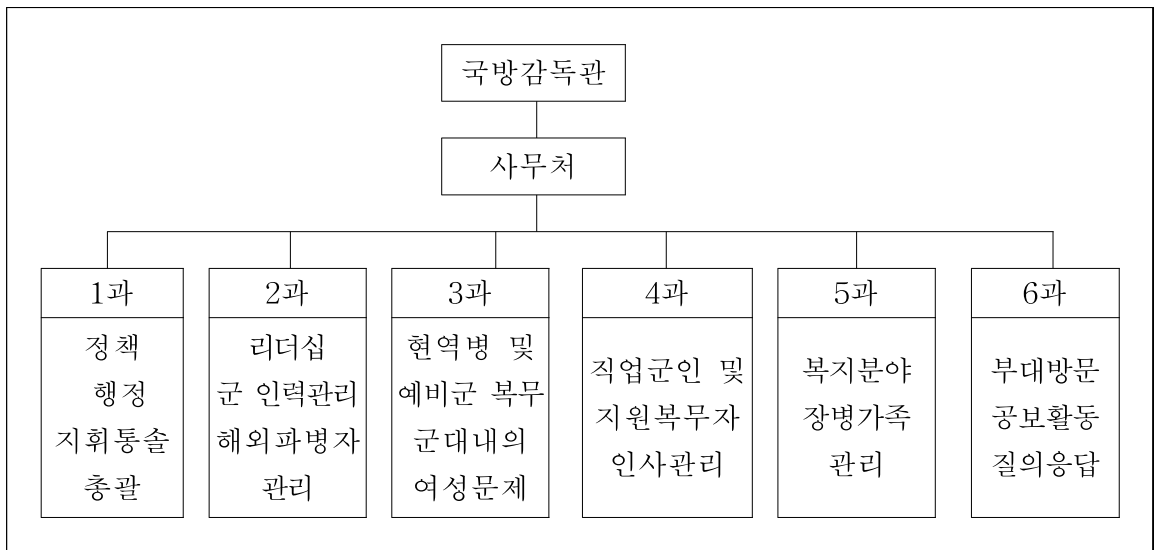 국방감독관
사무처
1과
정책
행정
지휘통솔
총괄
2과
리더십
군 인력관리
해외파병자
관리
3과
현역병 및
예비군 복무
군대내의
여성문제
4과
직업군인 및
지원복무자
인사관리
5과
복지분야
장병가족
관리
6과
부대방문
공보활동
질의응답